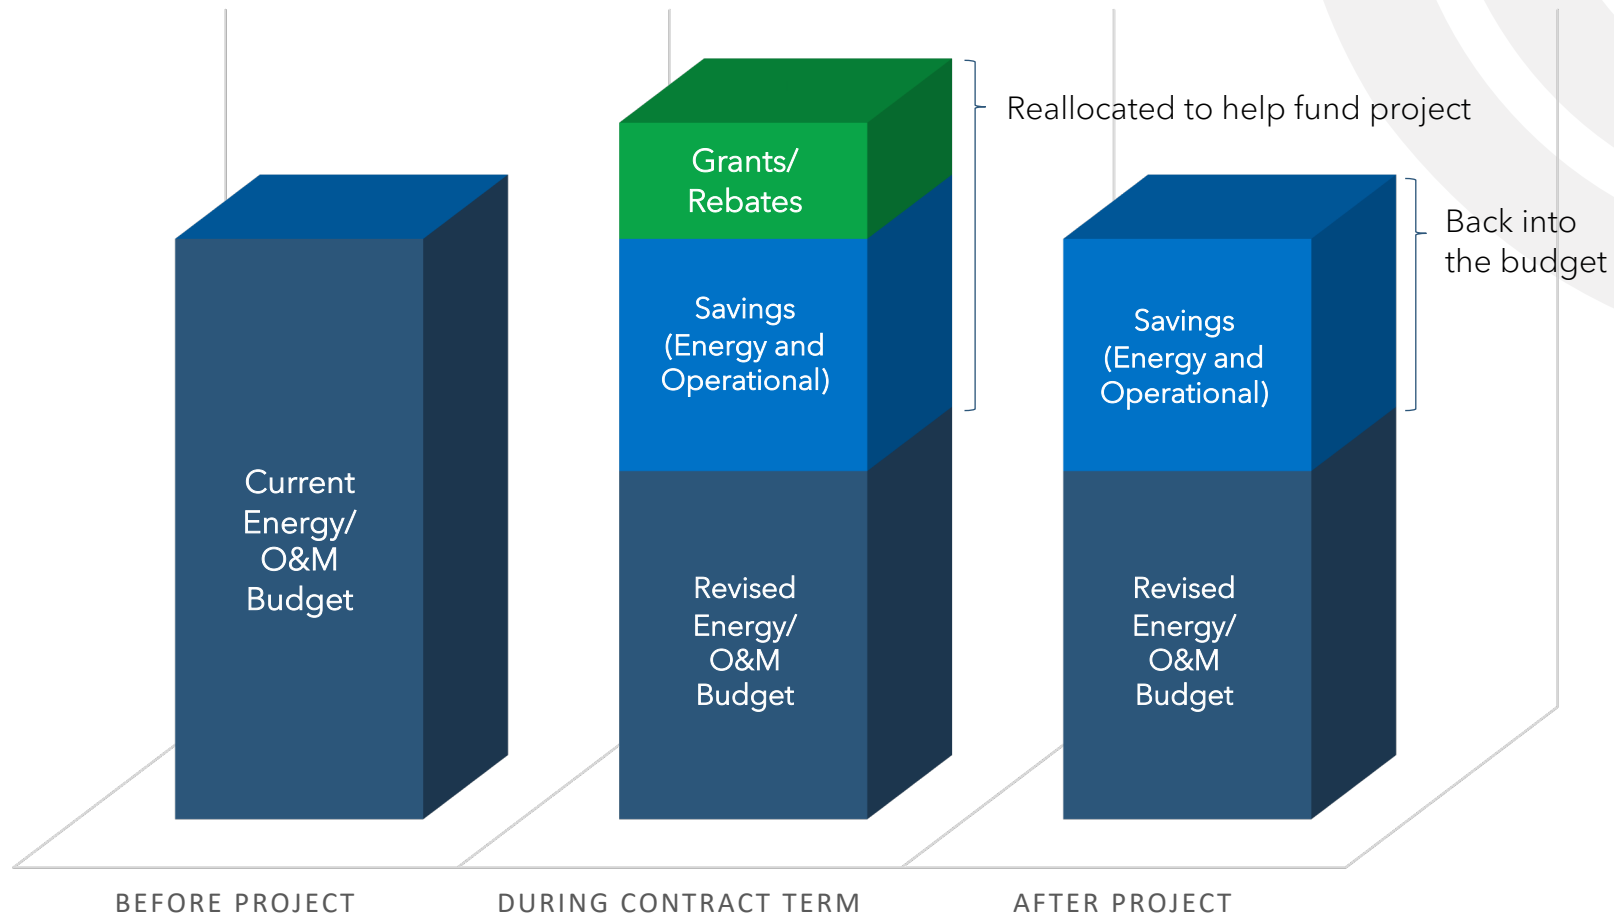 Current
Energy/
O&M
Budget
Grants/
Rebates
Savings
(Energy and
Operational)
Revised
Energy/
O&M
Budget
Reallocated to help fund project
Savings
(Energy and
Operational)
Revised
Energy/
O&M
Budget
Back into
the budget
BEFORE PROJECT
DURING CONTRACT TERM
AFTER PROJECT